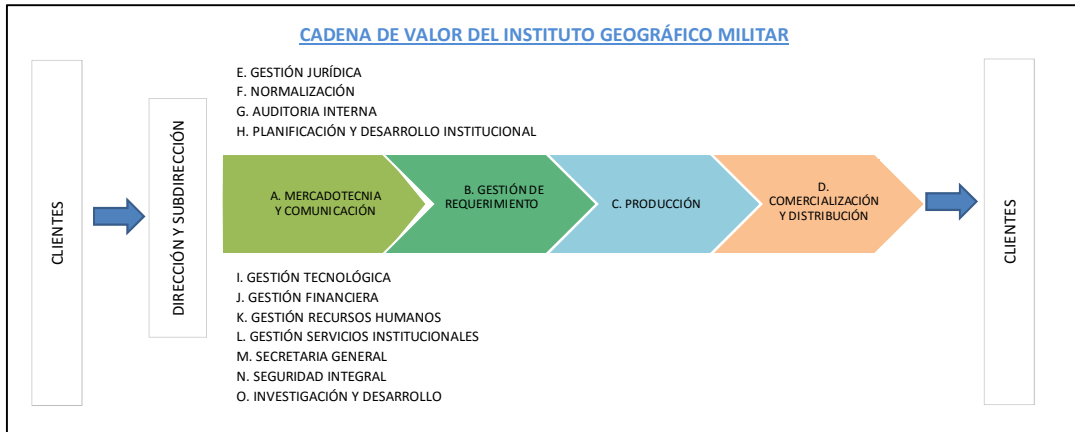 CADENA DE VALOR DEL INSTITUTO GEOGRÁFICO MILITAR
CLIENTES
DIRECCIÓN Y SUBDIRECCIÓN
E. GESTIÓN JURÍDICA
F. NORMALIZACIÓN
G. AUDITORIA INTERNA
H. PLANIFICACIÓN Y DESARROLLO INSTITUCIONAL
A. MERCADOTECNIA
Y COMUNICACIÓN
B. GESTIÓN DE
REQUERIMIENTO
C. PRODUCCIÓN
D.
COMERCIALIZACIÓN
Y DISTRIBUCIÓN
I. GESTIÓN TECNOLÓGICA
J. GESTIÓN FINANCIERA
K. GESTIÓN RECURSOS HUMANOS
L. GESTIÓN SERVICIOS INSTITUCIONALES
M. SECRETARIA GENERAL
N. SEGURIDAD INTEGRAL
O. INVESTIGACIÓN Y DESARROLLO
CLIENTES